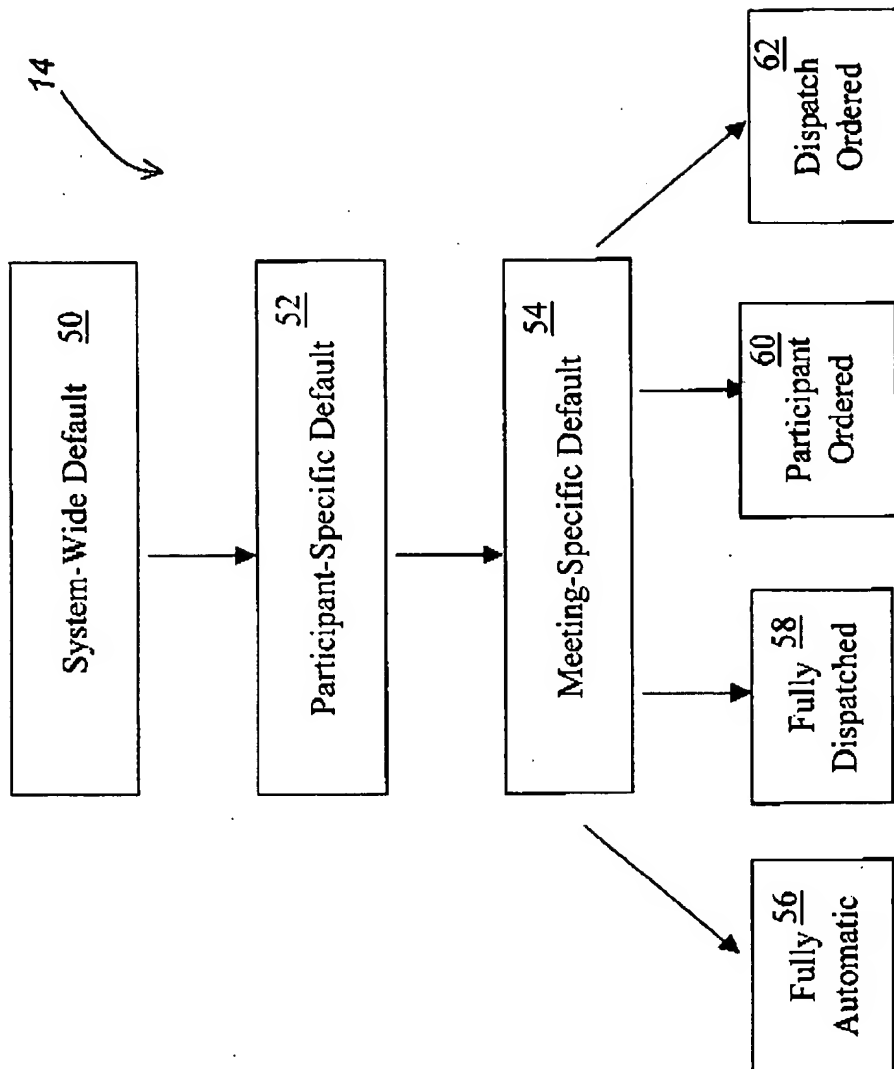 14
System-Wide Default 50
Participant-Specific Default 52
Meeting-Specific Default 54
Fully 56
Automatic
Fully 58
Dispatched
60
Participant
Ordered
62
Dispatch
Ordered